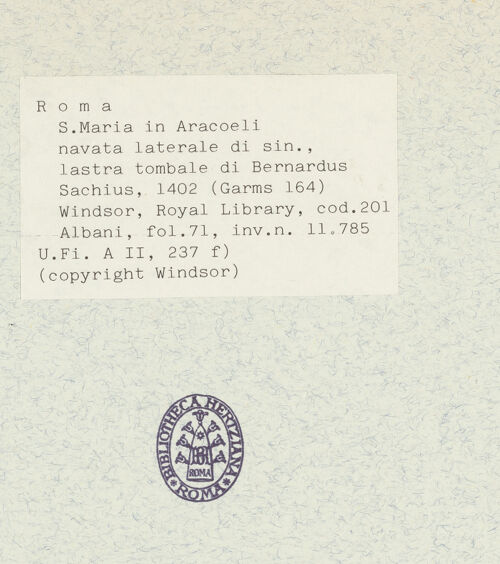 R o m a
S.Maria in Aracoeli
navata laterale di sin.,
lastra tombale di Bernardus
Sachius, 1402 (Garms 164)
Windsor, Royal Library, cod.201
Albani, fol.71, inv.n. 11.785
U.Fi. A II, 237 f)
(copyright Windsor)
BIBLIOTHECA HERTZIANA
BH
ROMA
* ROMA *